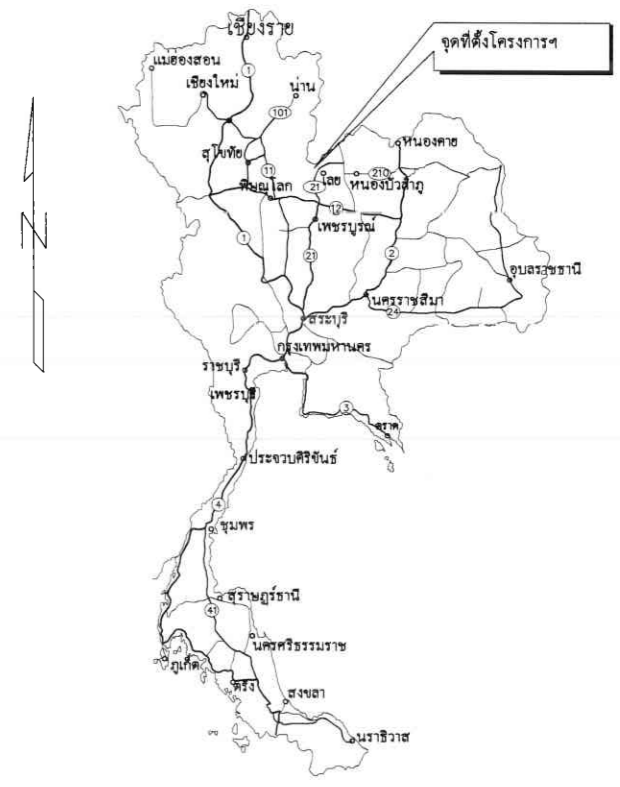 เชียงราย
จุดที่ตั้งโครงการฯ
แม่ฮองสอน
1
เชียงใหม่
น่าน
101
N
สุโขทัย
หนองคาย
11
เลย
210
21
หนองบัวลำภู
พิษณุโลก
12
เพชรบูรณ์
1
21
2
อุบลราชธานี
นครราชสีมา
24
สระบุรี
กรุงเทพมหานคร
ราชบุรี
เพชรบุรี
3
ตราด
ประจวบคิริขันธ์
4
ชุมพร
สุราษฎร์ธานี
41
นครศรีธรรมราช
ภูเก็ต
ตรัง
สงขลา
นราธิวาส